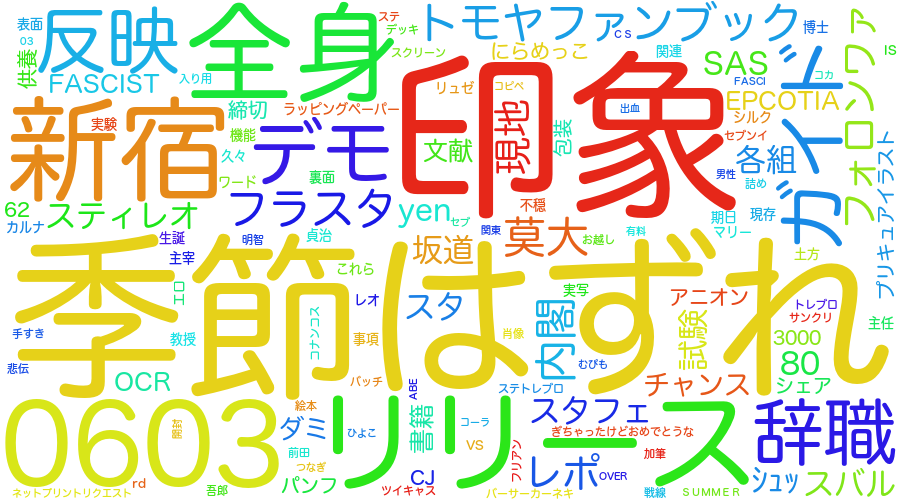 表面
03
反映
供養
FASCIST
入り用
全身
ステ
デッキ
スクリーン
トモヤファンブック
CS
博士
にらめっこ
関連
IS
リュゼ
コピペ
SAS
FASCI
コカ
EPCOTIA
ガイド
フォロンファ
新宿
実験
締切
ラッピングペーパー
機能
久々
ワード
デモ
裏面
文献
印象
現地
包装
出血
シルク
セブンイ
各組
男性
詰め
プリキュアイラスト
62
カルナ
スティレオ
フラスタ
yen
セブ
不穏
関東
莫大
お越し
有料
期日
現存
マリー
土方
生誕
主宰
明智
貞治
これら
坂道
季節はずれ
エロ
レオ
スタ
実写
アニオン
トレブロ
サンクリ
手すき
悲伝
教授
コナンコス
事項
肖像
内閣
むびも
試験
3000
主任
80
OCR
バッチ
ABE
ステトレブロ
チャンス
シェア
0603
開封
絵本
ダミ
前田
つなぎ
リリース
ひよこ
書籍
コーラ
VS
フリアン
スタフェ
ぎちゃったけどおめでとうな
加筆
辞職
rd
ネットプリントリクエスト
吾郎
パンフ
ツイキャス
CJ
バーサーカーネキ
レポ
OVER
戦線
SUMMER
シュッ
スバル